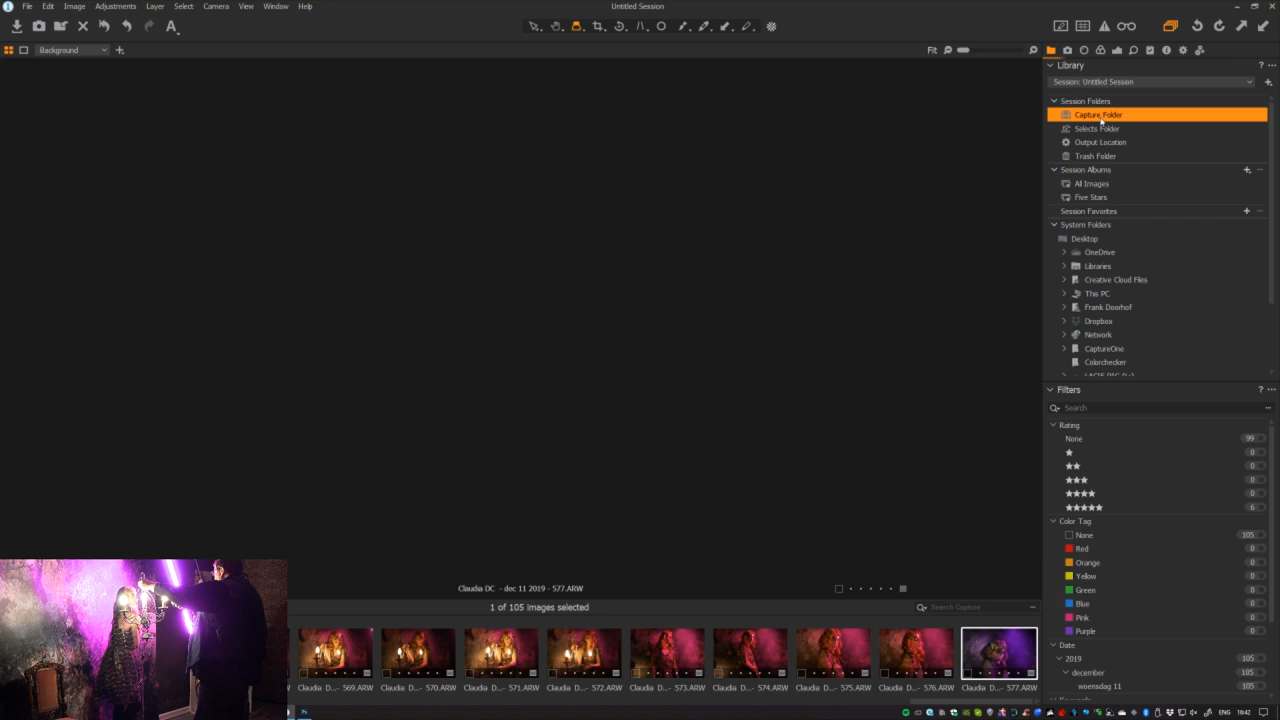 File Edit Image Adjustments Layer Select Camera View Window Help
Untitled Session
Background
Fit
Library
Session: Untitled Session
Session Folders
Capture Folder
Selects Folder
Output Location
Trash Folder
Session Albums
All Images
Five Stars
Session Favorites
System Folders
Desktop
OneDrive
Libraries
Creative Cloud Files
This PC
Frank Doorhof
Dropbox
Network
CaptureOne
Colorchecker
Filters
Search
Rating
None 99
0
0
0
0
6
Color Tag
None 105
Red 0
Orange 0
Yellow 0
Green 0
Blue 0
Pink 0
Purple 0
Date
2019 105
december 105
woensdag 11 105
Claudia DC - dec 11 2019 - 577.ARW
1 of 105 images selected
Search Capture
Claudia D...- 569.ARW
Claudia D...- 570.ARW
Claudia D...- 571.ARW
Claudia D...- 572.ARW
Claudia D...- 573.ARW
Claudia D...- 574.ARW
Claudia D...- 575.ARW
Claudia D...- 576.ARW
Claudia D...- 577.ARW
ENG 16:42